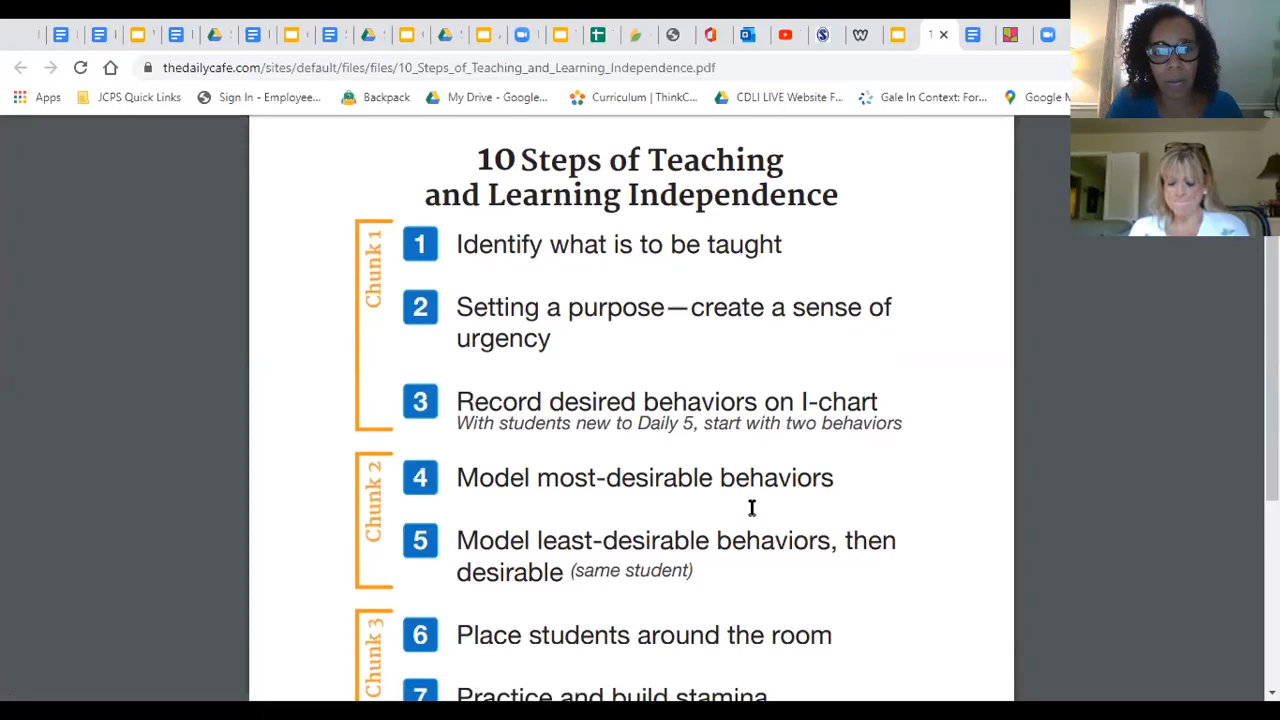 thedailycafe.com/sites/default/files/files/10_Steps_of_Teaching_and_Learning_Independence.pdf
Apps JCPS Quick Links Sign In - Employee... Backpack My Drive - Google... Curriculum | ThinkC... CDLI LIVE Website F... Gale In Context: For... Google M
10 Steps of Teaching
and Learning Independence
Chunk 1
1 Identify what is to be taught
2 Setting a purpose—create a sense of
urgency
3 Record desired behaviors on I-chart
With students new to Daily 5, start with two behaviors
Chunk 2
4 Model most-desirable behaviors
5 Model least-desirable behaviors, then
desirable (same student)
Chunk 3
6 Place students around the room
7 Practice and build stamina